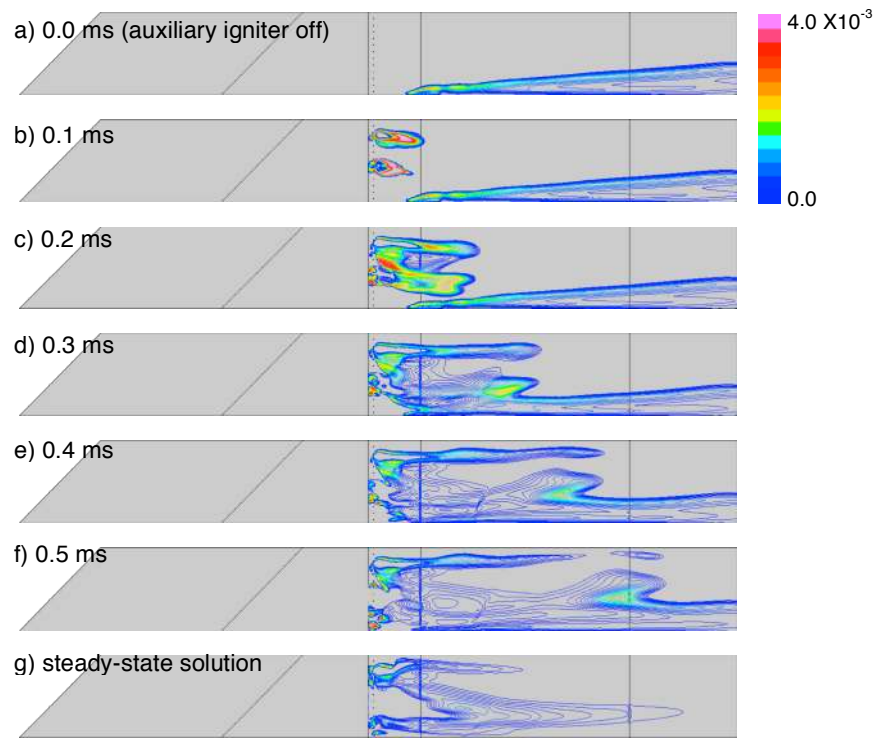 a) 0.0 ms (auxiliary igniter off)
4.0 X10-3
b) 0.1 ms
0.0
c) 0.2 ms
d) 0.3 ms
e) 0.4 ms
f) 0.5 ms
g) steady-state solution